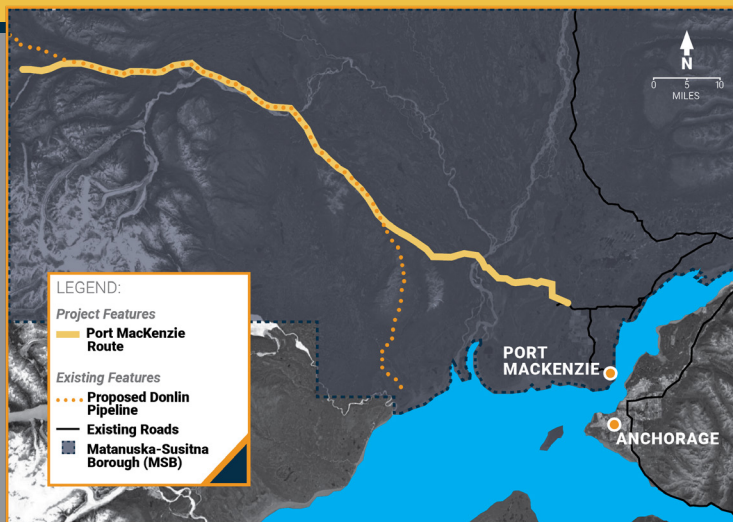 N
0 5 10
MILES
LEGEND:
Project Features
Port MacKenzie
Route
Existing Features
Proposed Donlin
Pipeline
Existing Roads
Matanuska-Susitna
Borough (MSB)
PORT
MACKENZIE
ANCHORAGE